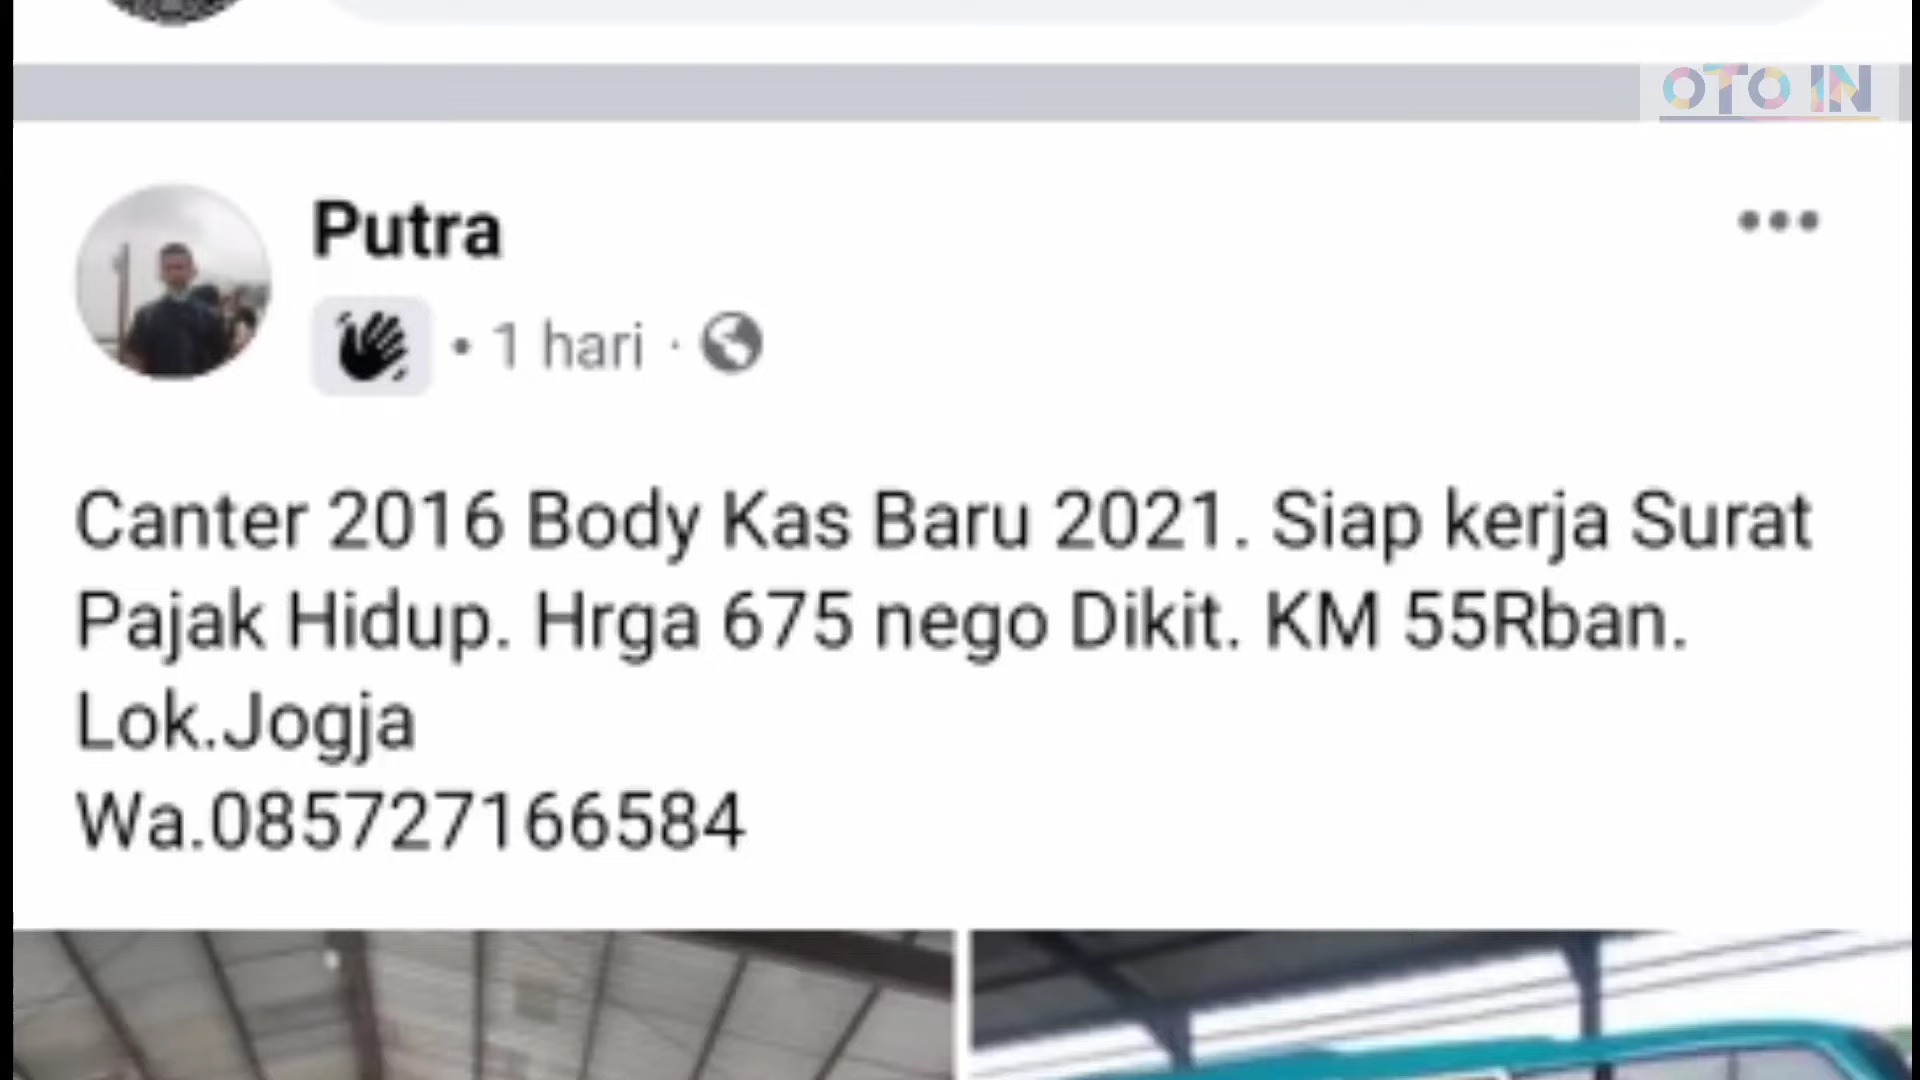 OTO IN
Putra
• 1 hari ·
Canter 2016 Body Kas Baru 2021. Siap kerja Surat
Pajak Hidup. Hrga 675 nego Dikit. KM 55Rban.
Lok.Jogja
Wa.085727166584